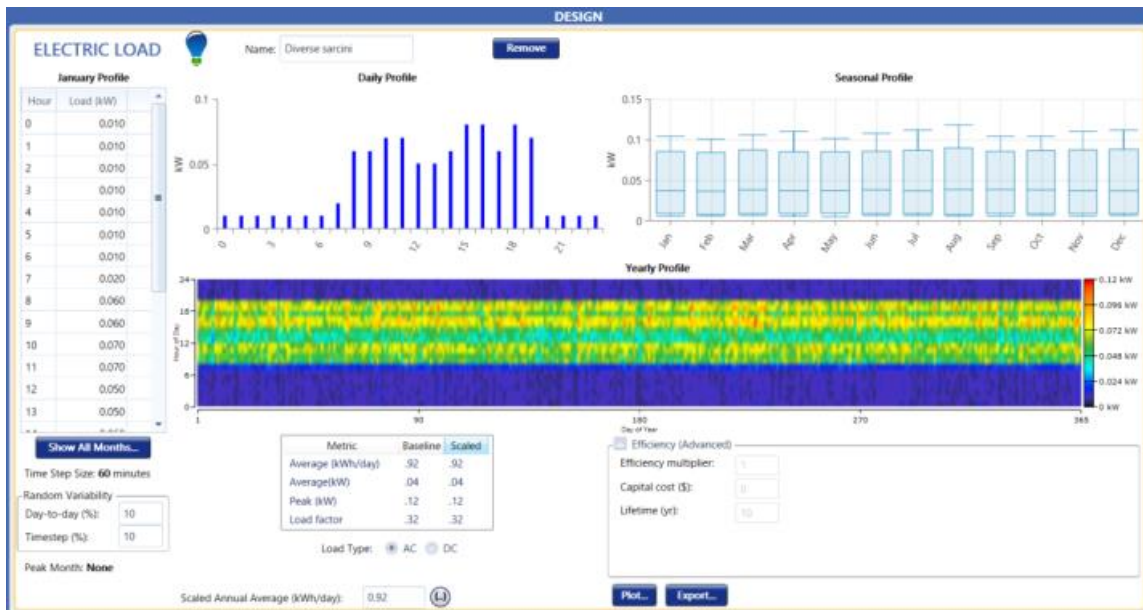 DESIGN
ELECTRIC LOAD
Name: Diverse sarcini
Remove
January Profile
Hour Load (kW)
0 0.010
1 0.010
2 0.010
3 0.010
4 0.010
5 0.010
6 0.010
7 0.020
8 0.060
9 0.060
10 0.070
11 0.070
12 0.050
13 0.050
Show All Months...
Time Step Size: 60 minutes
Random Variability
Day-to-day (%): 10
Timestep (%): 10
Peak Month: None
Daily Profile
kW
0.1
0.05
0
0 3 6 9 12 15 18 21
Seasonal Profile
kW
0.15
0.1
0.05
0
Jan Feb Mar Apr May Jun Jul Aug Sep Oct Nov Dec
Yearly Profile
Hour of Day
24
18
12
6
0
1 90 180 270 365
Day of Year
0.12 kW
0.096 kW
0.072 kW
0.048 kW
0.024 kW
0 kW
Metric Baseline Scaled
Average (kWh/day) .92 .92
Average(kW) .04 .04
Peak (kW) .12 .12
Load factor .32 .32
Load Type: AC DC
Scaled Annual Average (kWh/day): 0.92
Efficiency (Advanced)
Efficiency multiplier: 1
Capital cost ($): 0
Lifetime (yr): 10
Plot... Export...